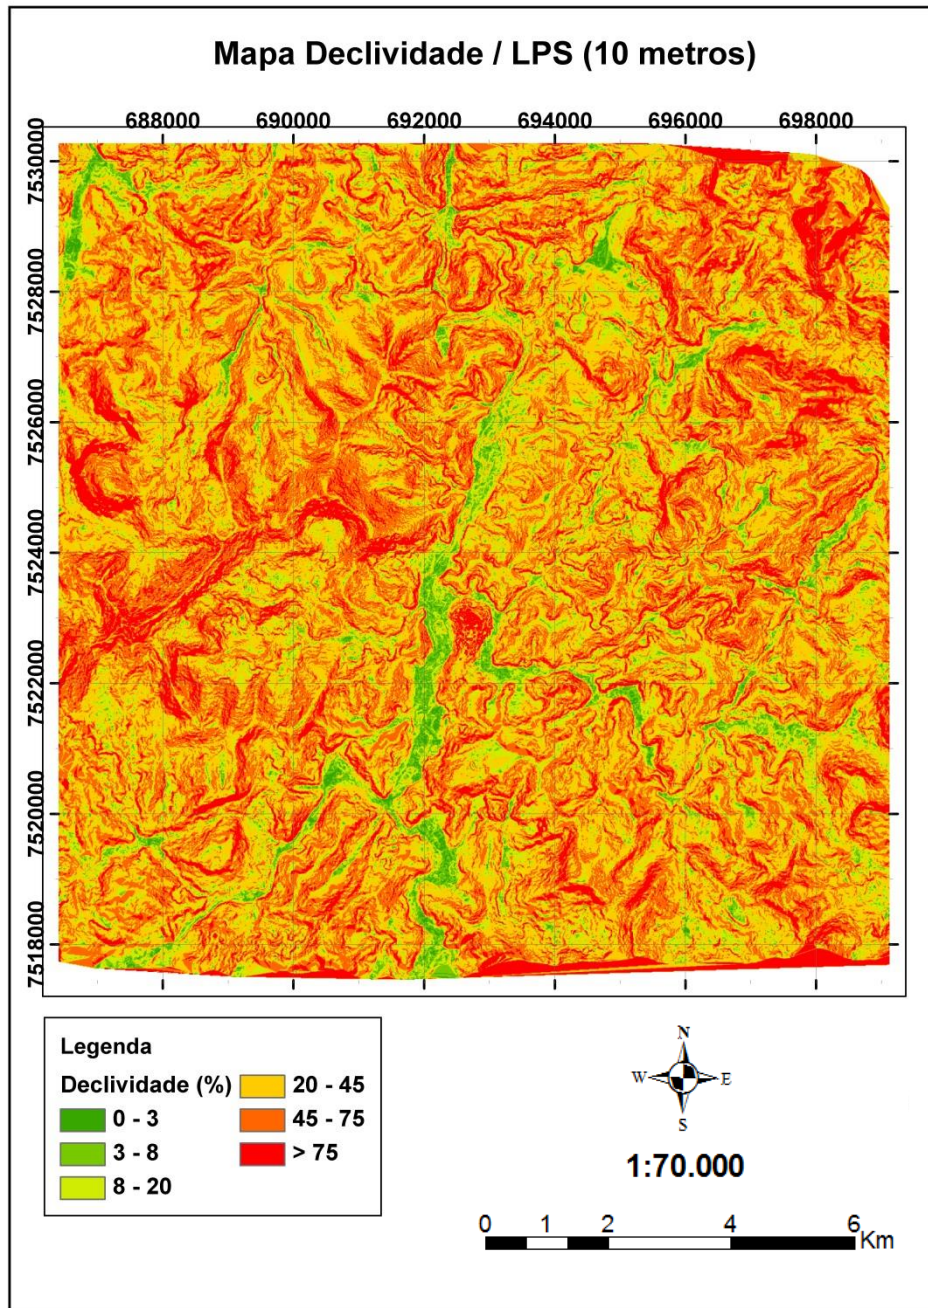 Mapa Declividade / LPS (10 metros)
688000 690000 692000 694000 696000 698000
7530000
7528000
7526000
7524000
7522000
7520000
7518000
Legenda
Declividade (%)
0 - 3
3 - 8
8 - 20
20 - 45
45 - 75
> 75
N
W E
S
1:70.000
0 1 2 4 6
Km